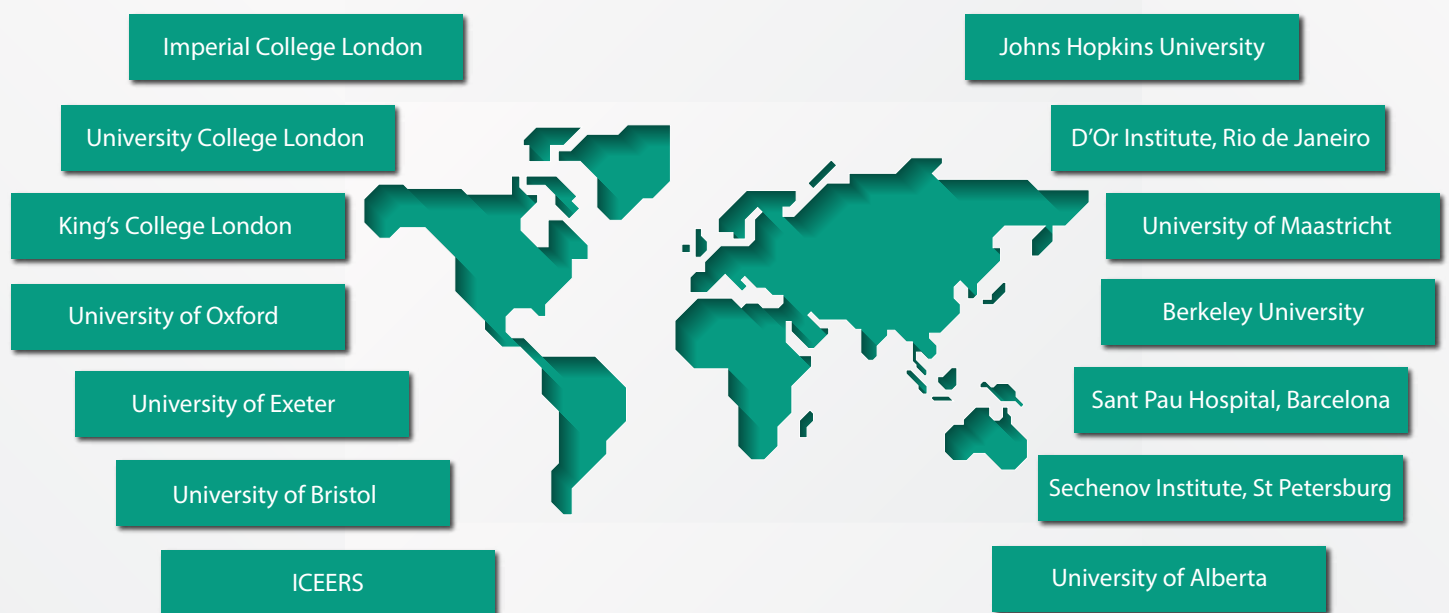 Imperial College London
University College London
King's College London
University of Oxford
University of Exeter
University of Bristol
ICEERS
Johns Hopkins University
D'Or Institute, Rio de Janeiro
University of Maastricht
Berkeley University
Sant Pau Hospital, Barcelona
Sechenov Institute, St Petersburg
University of Alberta